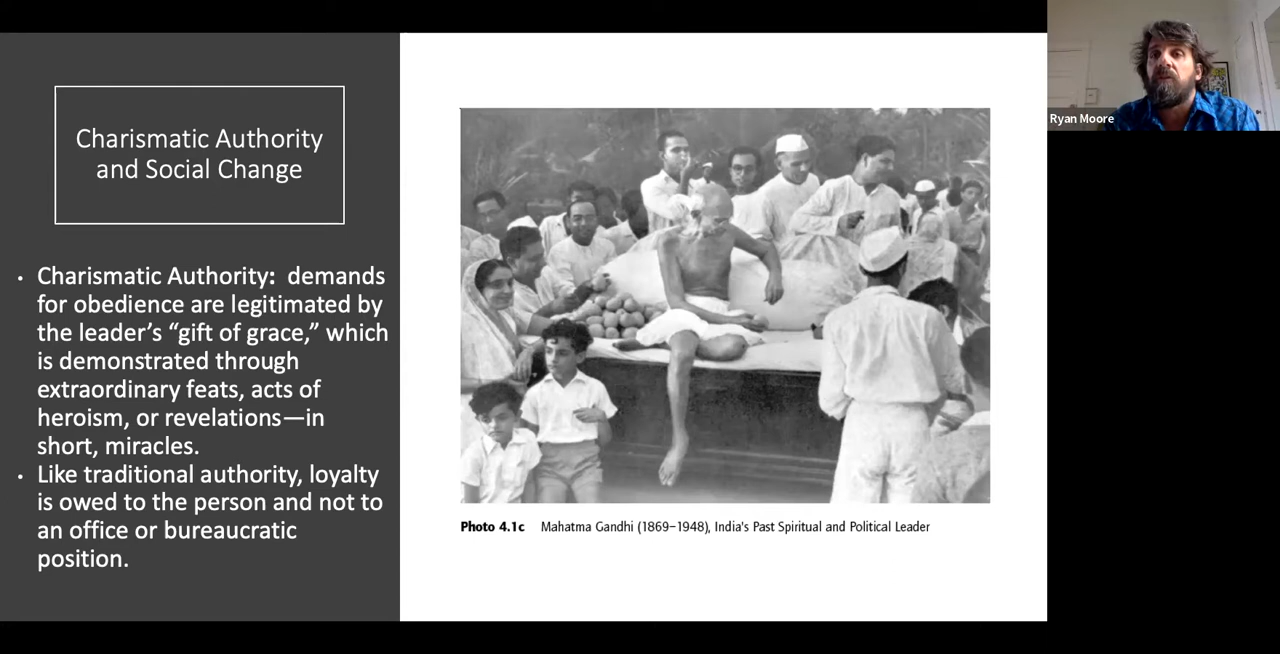 Charismatic Authority
and Social Change
• Charismatic Authority: demands
for obedience are legitimated by
the leader’s “gift of grace,” which
is demonstrated through
extraordinary feats, acts of
heroism, or revelations—in
short, miracles.
• Like traditional authority, loyalty
is owed to the person and not to
an office or bureaucratic
position.
Photo 4.1c Mahatma Gandhi (1869–1948), India's Past Spiritual and Political Leader
Ryan Moore